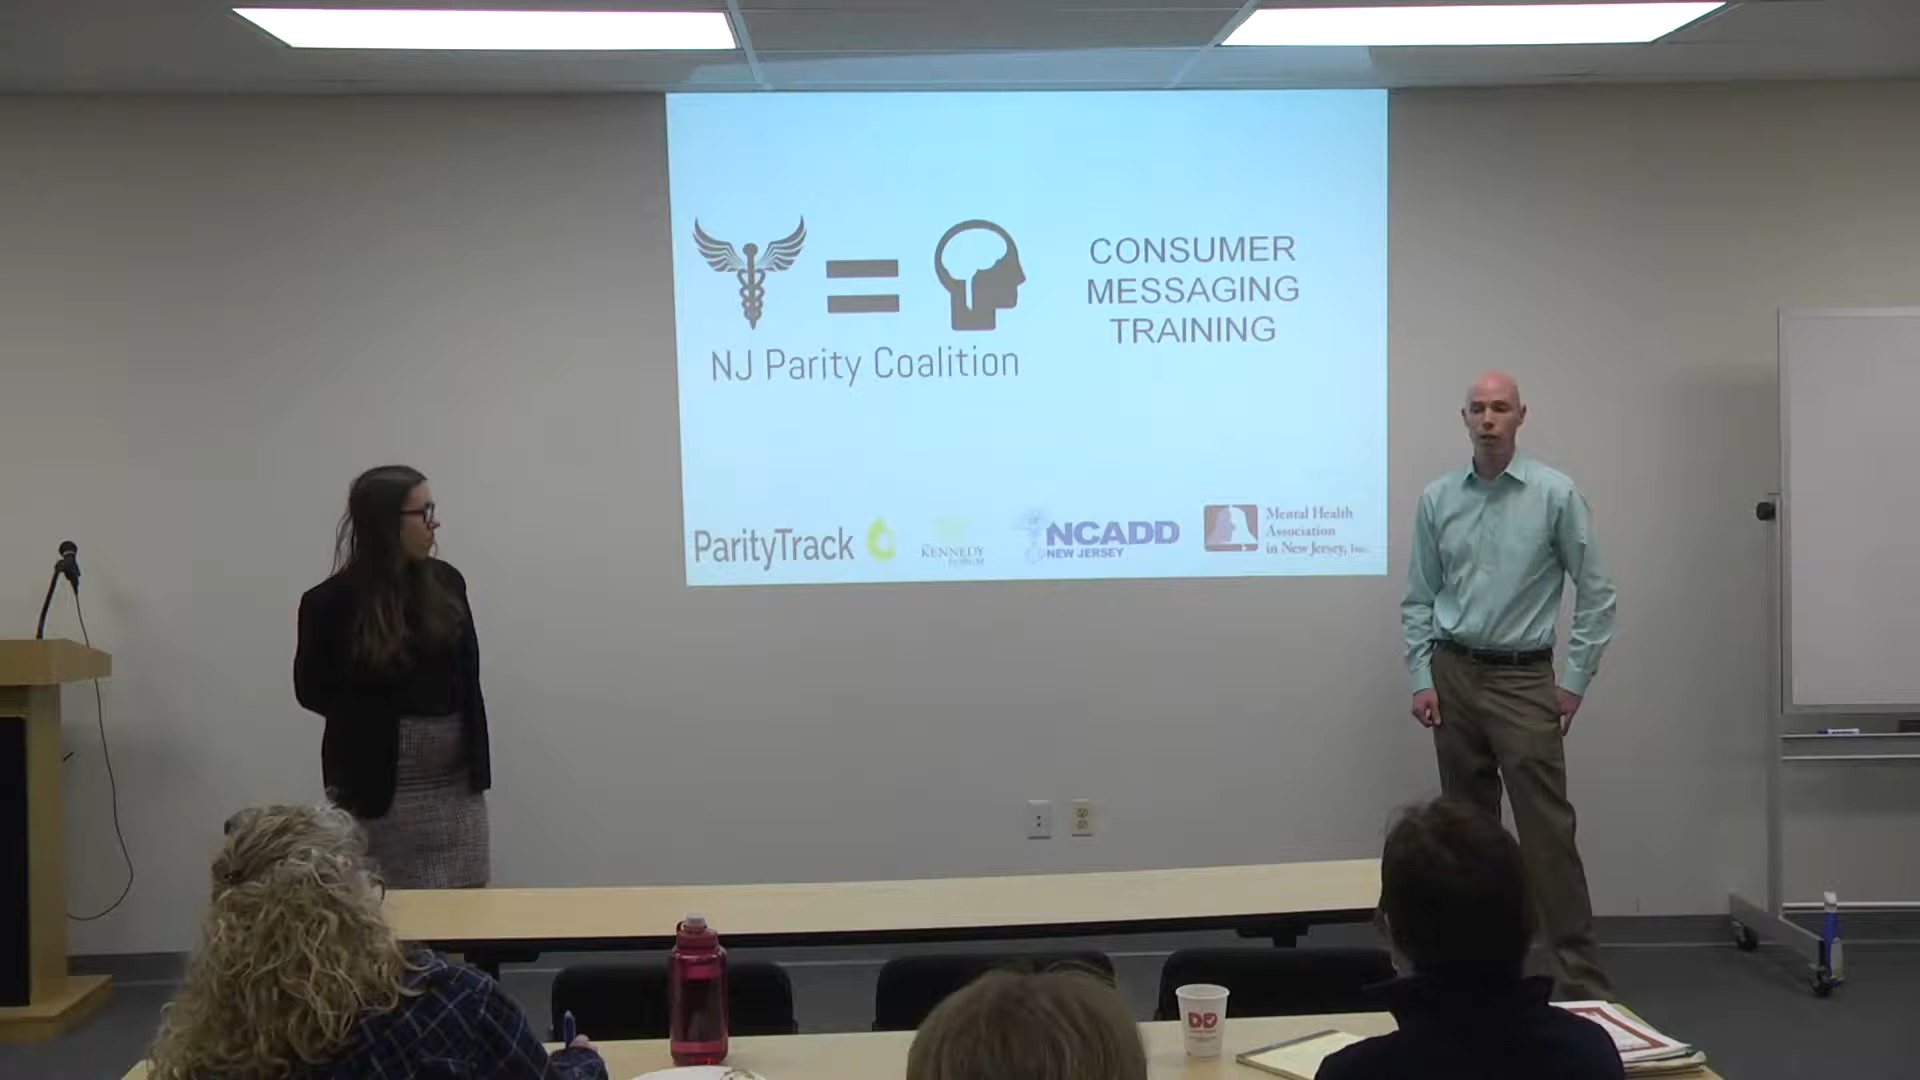 CONSUMER
MESSAGING
TRAINING
NJ Parity Coalition
ParityTrack
KENNEDY
FORUM
NCADD
NEW JERSEY
Mental Health
Association
in New Jersey, Inc.
DD